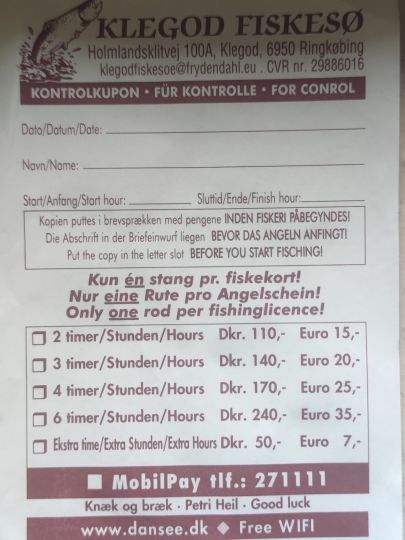 KLEGOD FISKESØ
Holmlandsklitvej 100A, Klegod, 6950 Ringkøbing
klegodfiskesoe@frydendahl.eu . CVR nr. 29886016
KONTROLKUPON • FÜR KONTROLLE • FOR CONROL
Dato/Datum/Date:
Navn/Name:
Start/Anfang/Start hour: Sluttid/Ende/Finish hour:
Kopien puttes i brevsprækken med pengene INDEN FISKERI PÅBEGYNDES!
Die Abschrift in der Briefeinwurf liegen BEVOR DAS ANGELN ANFINGT!
Put the copy in the letter slot BEFORE YOU START FISCHING!
Kun én stang pr. fiskekort!
Nur eine Rute pro Angelschein!
Only one rod per fishinglicence!
2 timer/Stunden/Hours Dkr. 110,- Euro 15,-
3 timer/Stunden/Hours Dkr. 140,- Euro 20,-
4 timer/Stunden/Hours Dkr. 170,- Euro 25,-
6 timer/Stunden/Hours Dkr. 240,- Euro 35,-
Ekstra time/Extra Stunden/Extra Hours Dkr. 50,- Euro 7,-
MobilPay tlf.: 271111
Knæk og bræk • Petri Heil • Good luck
www.dansee.dk ◆ Free WIFI